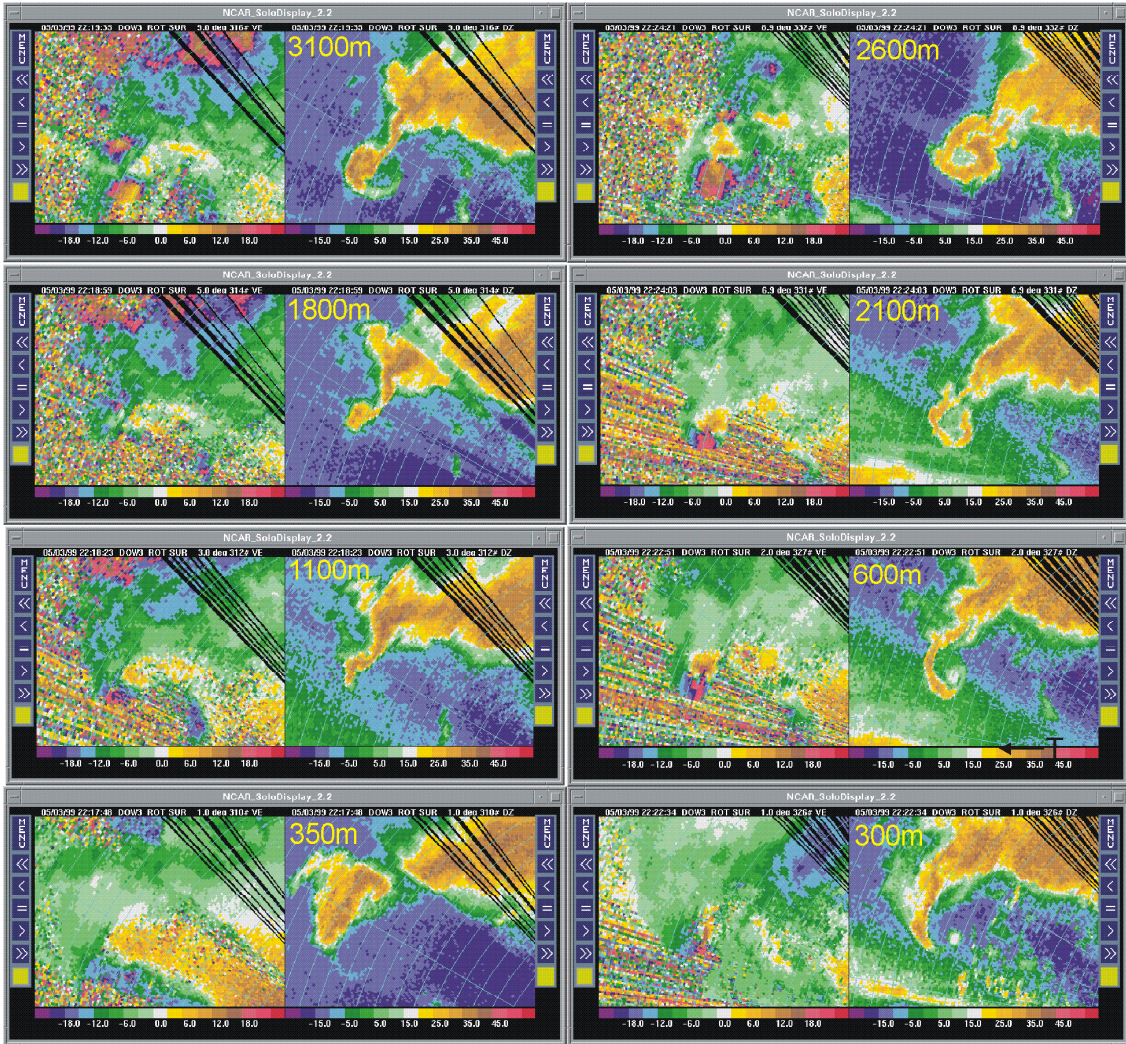 NCAR_SoloDisplay_2.2
05/03/99 22:19:35 DOW3 ROT SUR 9.0 deg 316# VE 05/03/99 22:19:35 DOW3 ROT SUR 9.0 deg 316# DZ
MENU
3100m
MENU
<<
<<
<
<
=
=
>
>
>>
>>
-18.0 -12.0 -6.0 0.0 6.0 12.0 18.0 -15.0 -5.0 5.0 15.0 25.0 35.0 45.0
NCAR_SoloDisplay_2.2
05/03/99 22:24:21 DOW3 ROT SUR 6.9 deg 332# VE 05/03/99 22:24:21 DOW3 ROT SUR 6.9 deg 332# DZ
MENU
2600m
MENU
<<
<<
<
<
=
=
>
>
>>
>>
-18.0 -12.0 -6.0 0.0 6.0 12.0 18.0 -15.0 -5.0 5.0 15.0 25.0 35.0 45.0
NCAR_SoloDisplay_2.2
05/03/99 22:18:59 DOW3 ROT SUR 5.0 deg 314# VE 05/03/99 22:18:59 DOW3 ROT SUR 5.0 deg 314# DZ
MENU
1800m
MENU
<<
<<
<
<
=
=
>
>
>>
>>
-18.0 -12.0 -6.0 0.0 6.0 12.0 18.0 -15.0 -5.0 5.0 15.0 25.0 35.0 45.0
NCAR_SoloDisplay_2.2
05/03/99 22:24:03 DOW3 ROT SUR 6.9 deg 331# VE 05/03/99 22:24:03 DOW3 ROT SUR 6.9 deg 331# DZ
MENU
2100m
MENU
<<
<<
<
<
=
=
>
>
>>
>>
-18.0 -12.0 -6.0 0.0 6.0 12.0 18.0 -15.0 -5.0 5.0 15.0 25.0 35.0 45.0
NCAR_SoloDisplay_2.2
05/03/99 22:18:23 DOW3 ROT SUR 3.0 deg 312# VE 05/03/99 22:18:23 DOW3 ROT SUR 3.0 deg 312# DZ
MENU
1100m
MENU
<<
<<
<
<
=
=
>
>
>>
>>
-18.0 -12.0 -6.0 0.0 6.0 12.0 18.0 -15.0 -5.0 5.0 15.0 25.0 35.0 45.0
NCAR_SoloDisplay_2.2
05/03/99 22:22:51 DOW3 ROT SUR 2.0 deg 327# VE 05/03/99 22:22:51 DOW3 ROT SUR 2.0 deg 327# DZ
MENU
600m
MENU
<<
<<
<
<
=
=
>
>
>>
>>
T
-18.0 -12.0 -6.0 0.0 6.0 12.0 18.0 -15.0 -5.0 5.0 15.0 25.0 35.0 45.0
NCAR_SoloDisplay_2.2
05/03/99 22:17:48 DOW3 ROT SUR 1.0 deg 310# VE 05/03/99 22:17:48 DOW3 ROT SUR 1.0 deg 310# DZ
MENU
350m
MENU
<<
<<
<
<
=
=
>
>
>>
>>
-18.0 -12.0 -6.0 0.0 6.0 12.0 18.0 -15.0 -5.0 5.0 15.0 25.0 35.0 45.0
NCAR_SoloDisplay_2.2
05/03/99 22:22:34 DOW3 ROT SUR 1.0 deg 326# VE 05/03/99 22:22:34 DOW3 ROT SUR 1.0 deg 326# DZ
MENU
300m
MENU
<<
<<
<
<
=
=
>
>
>>
>>
-18.0 -12.0 -6.0 0.0 6.0 12.0 18.0 -15.0 -5.0 5.0 15.0 25.0 35.0 45.0